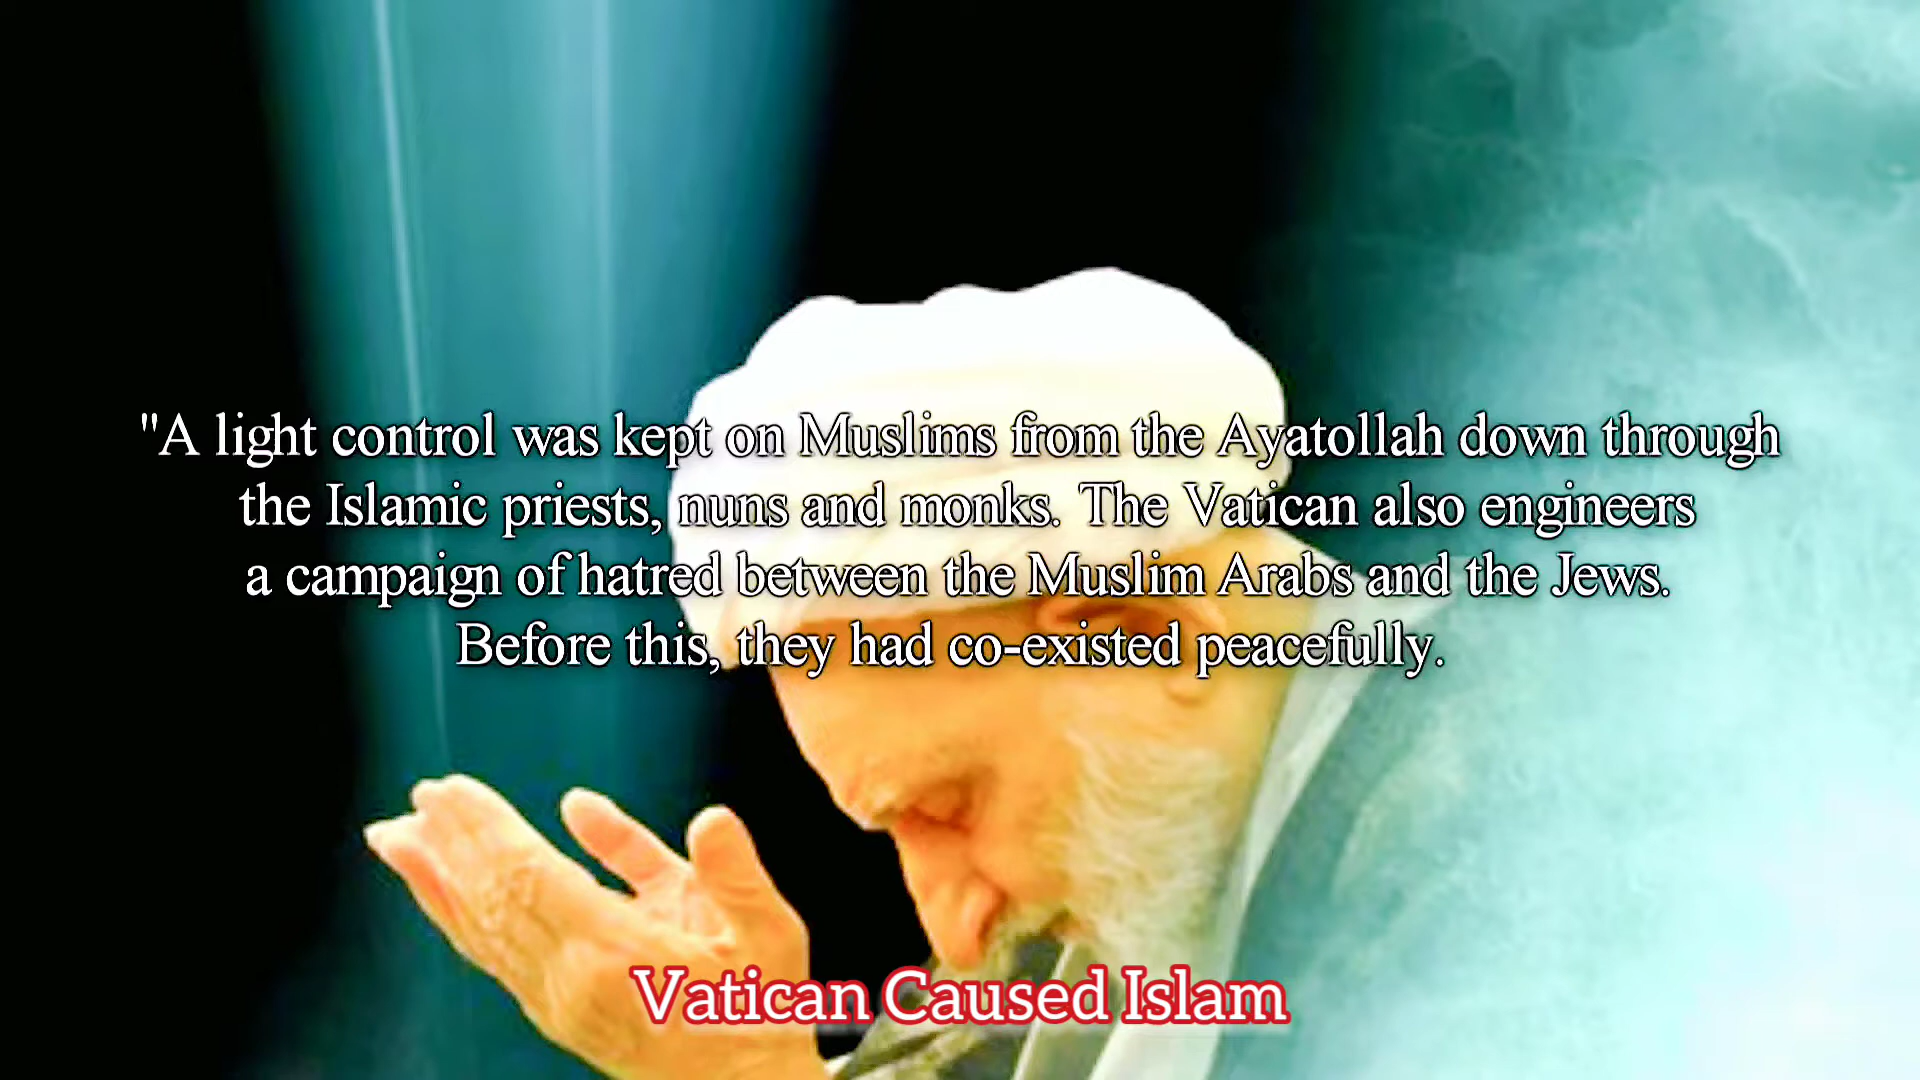 "A light control was kept on Muslims from the Ayatollah down through
the Islamic priests, nuns and monks. The Vatican also engineers
a campaign of hatred between the Muslim Arabs and the Jews.
Before this, they had co-existed peacefully.
Vatican Caused Islam